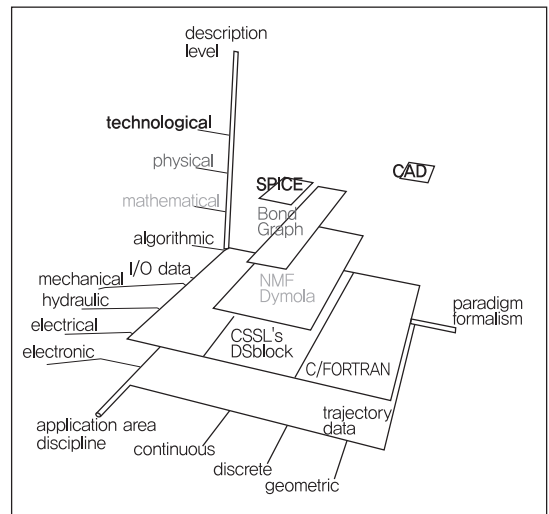 description
level
technological
CAD
physical
SPICE
mathematical
Bond
Graph
algorithmic
I/O data
mechanical
NMF
Dymola
hydraulic
paradigm
formalism
electrical
CSSL's
DSblock
electronic
C/FORTRAN
trajectory
data
application area
discipline
continuous
discrete
geometric